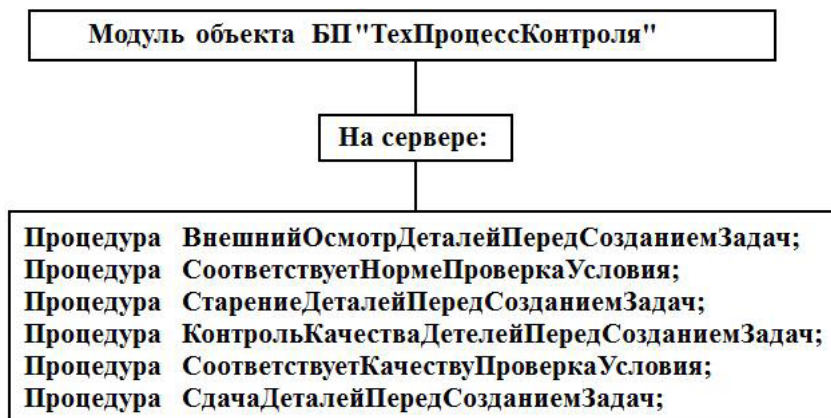 Модуль объекта БП"ТехПроцессКонтроля"
На сервере:
Процедура ВнешнийОсмотрДеталейПередСозданиемЗадач;
Процедура СоответствуетНормеПроверкаУсловия;
Процедура СтарениеДеталейПередСозданиемЗадач;
Процедура КонтрольКачестваДетелейПередСозданиемЗадач;
Процедура СоответствуетКачествуПроверкаУсловия;
Процедура СдачаДеталейПередСозданиемЗадач;